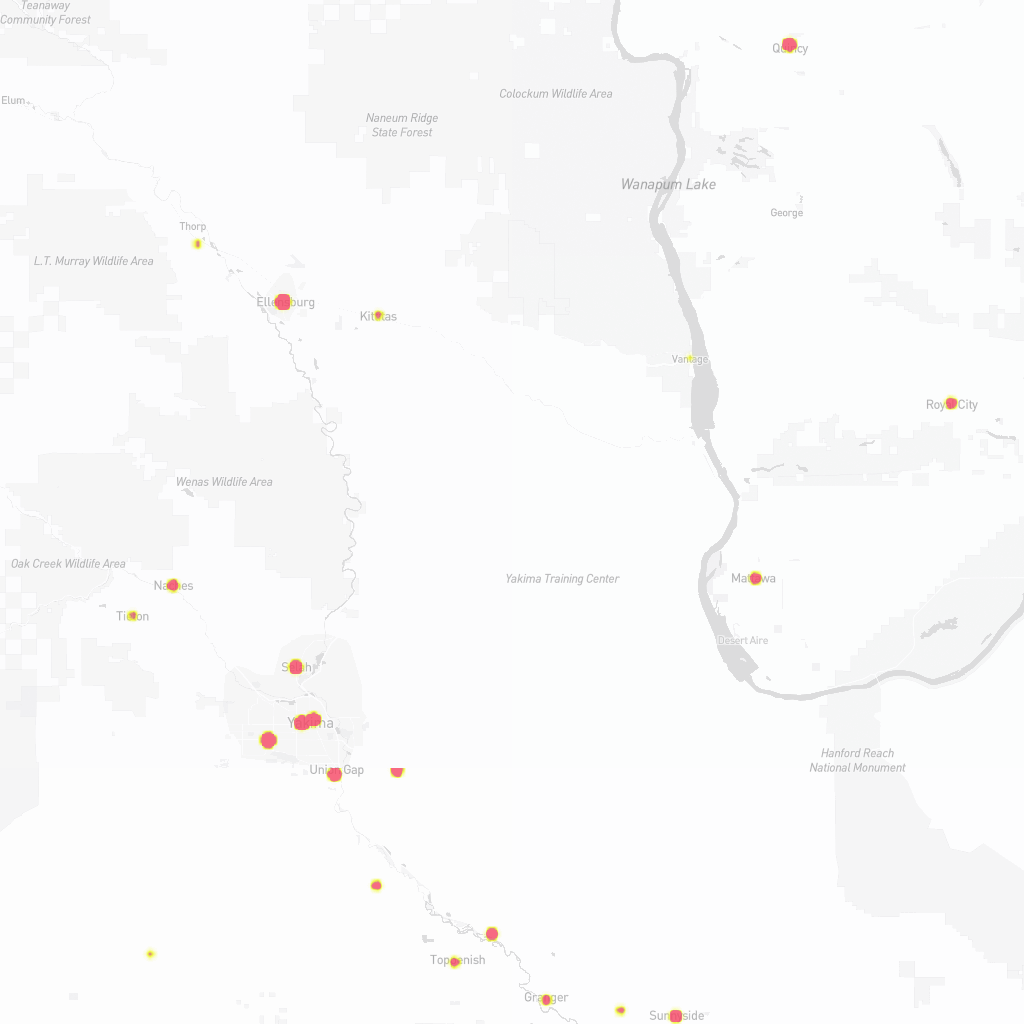 Teanaway
Community Forest
Quincy
Elum
Colockum Wildlife Area
Naneum Ridge
State Forest
Wanapum Lake
George
Thorp
L.T. Murray Wildlife Area
Ellensburg
Kittitas
Vantage
Royal City
Wenas Wildlife Area
Oak Creek Wildlife Area
Naches
Yakima Training Center
Mattawa
Tieton
Desert Aire
Selah
Yakima
Hanford Reach
National Monument
Union Gap
Toppenish
Granger
Sunnyside